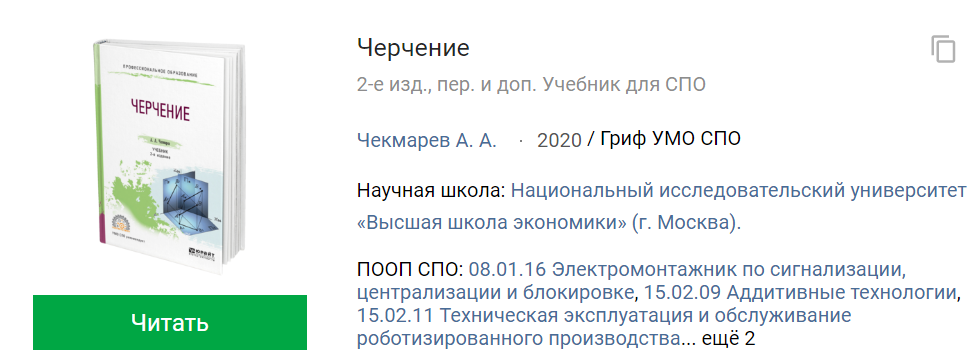 ПРОФЕССИОНАЛЬНОЕ ОБРАЗОВАНИЕ
ЧЕРЧЕНИЕ
УЧЕБНИК
2-е издание
ЮРАЙТ
Читать
Черчение
2-е изд., пер. и доп. Учебник для СПО
Чекмарев А. А. · 2020 / Гриф УМО СПО
Научная школа: Национальный исследовательский университет
«Высшая школа экономики» (г. Москва).
ПООП СПО: 08.01.16 Электромонтажник по сигнализации,
централизации и блокировке, 15.02.09 Аддитивные технологии,
15.02.11 Техническая эксплуатация и обслуживание
роботизированного производства... ещё 2